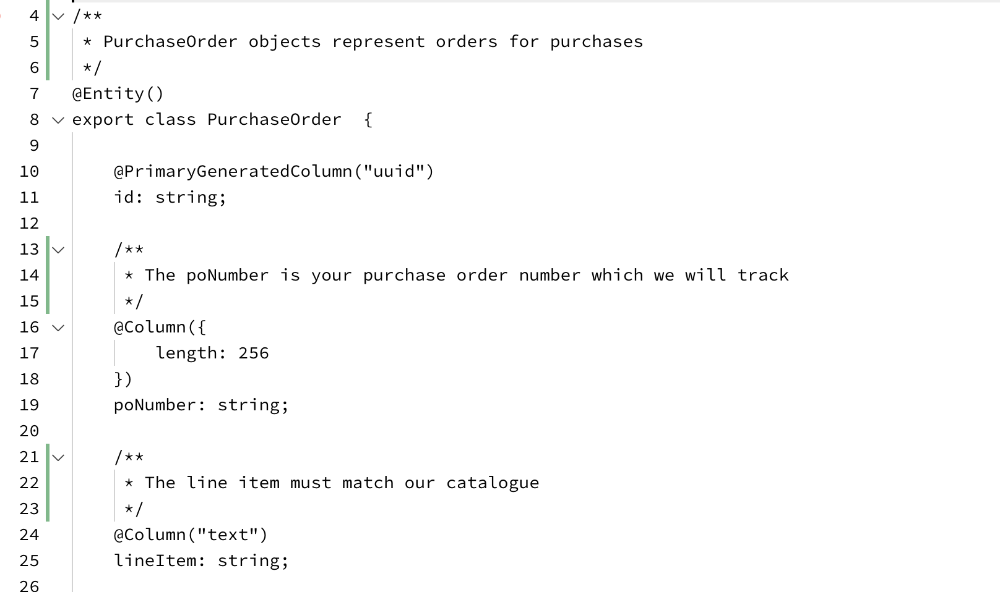 4 /**
5  * PurchaseOrder objects represent orders for purchases
6  */
7 @Entity()
8 export class PurchaseOrder  {
9
10     @PrimaryGeneratedColumn("uuid")
11     id: string;
12
13     /**
14      * The poNumber is your purchase order number which we will track
15      */
16     @Column({
17         length: 256
18     })
19     poNumber: string;
20
21     /**
22      * The line item must match our catalogue
23      */
24     @Column("text")
25     lineItem: string;
26